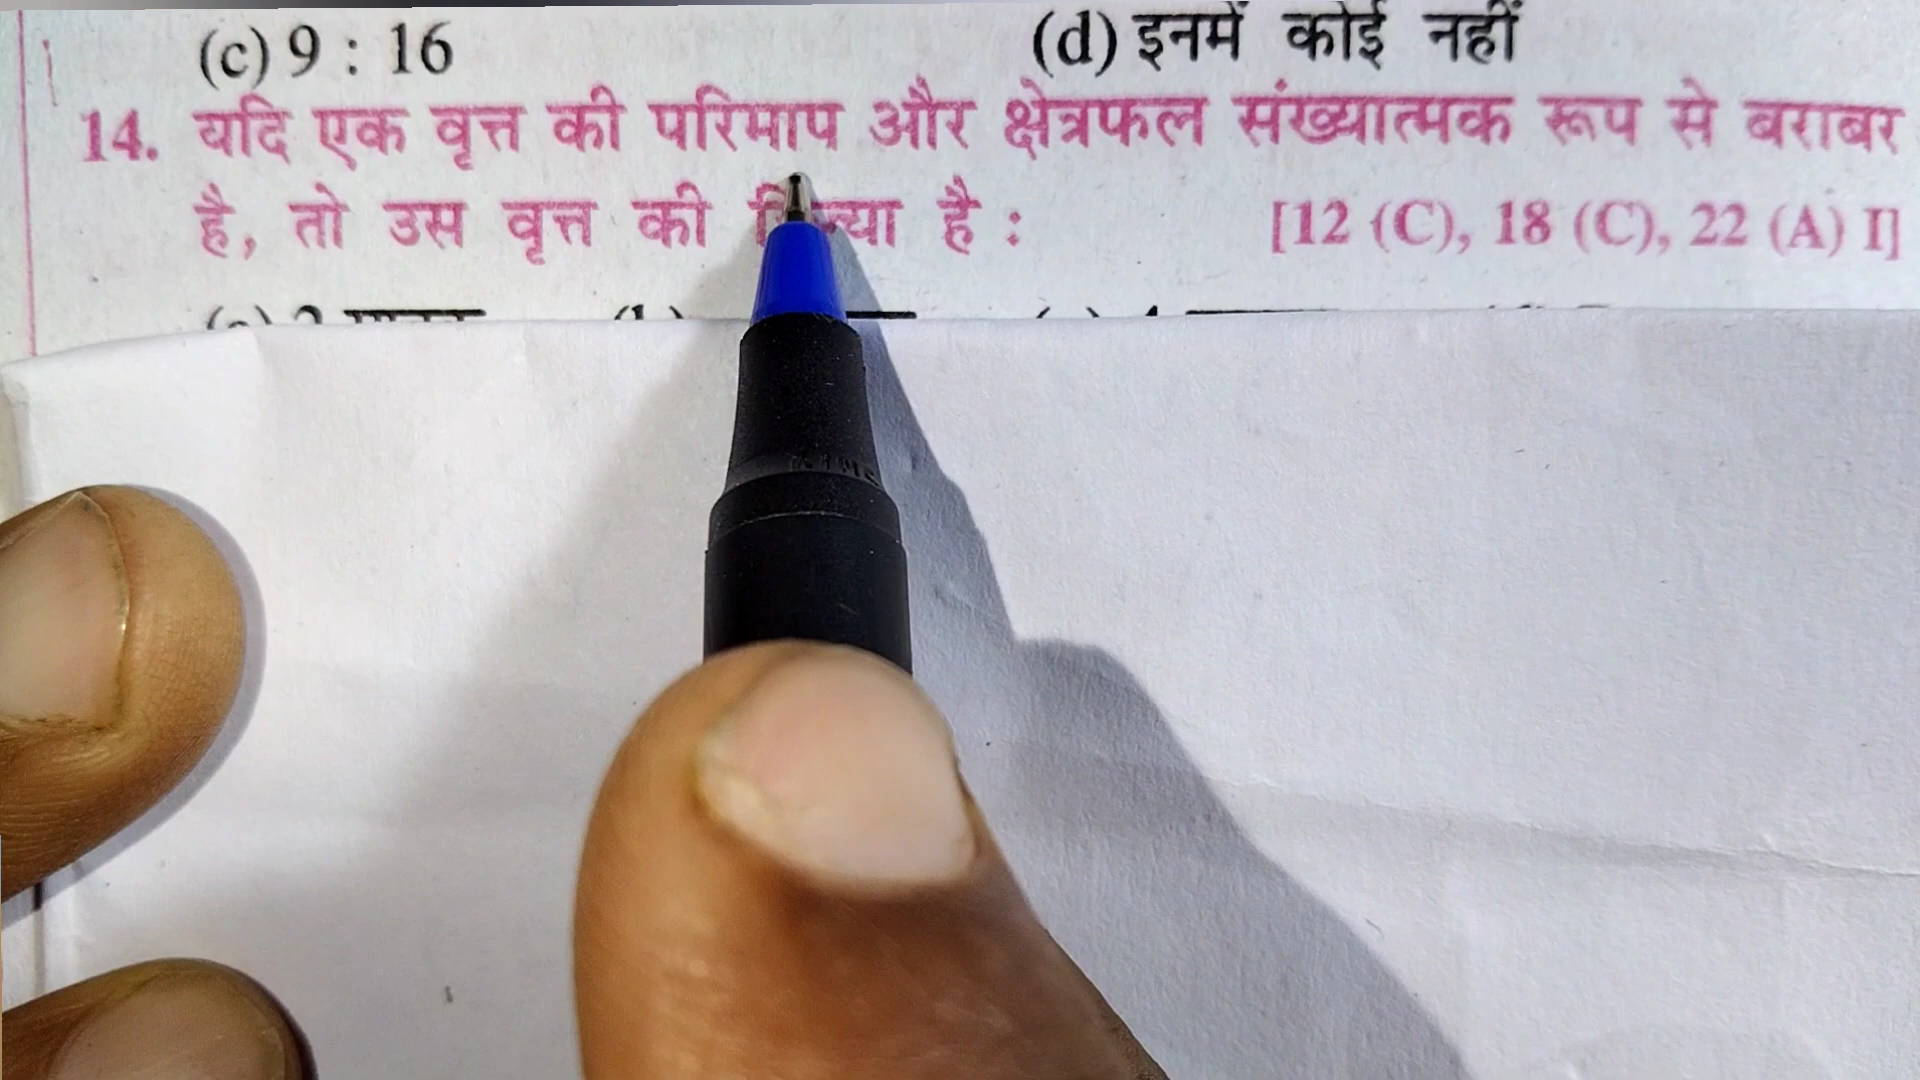 (c) 9 : 16 (d) इनमें कोई नहीं
14. यदि एक वृत्त की परिमाप और क्षेत्रफल संख्यात्मक रूप से बराबर
है, तो उस वृत्त की है : [12 (C), 18 (C), 22 (A) I]